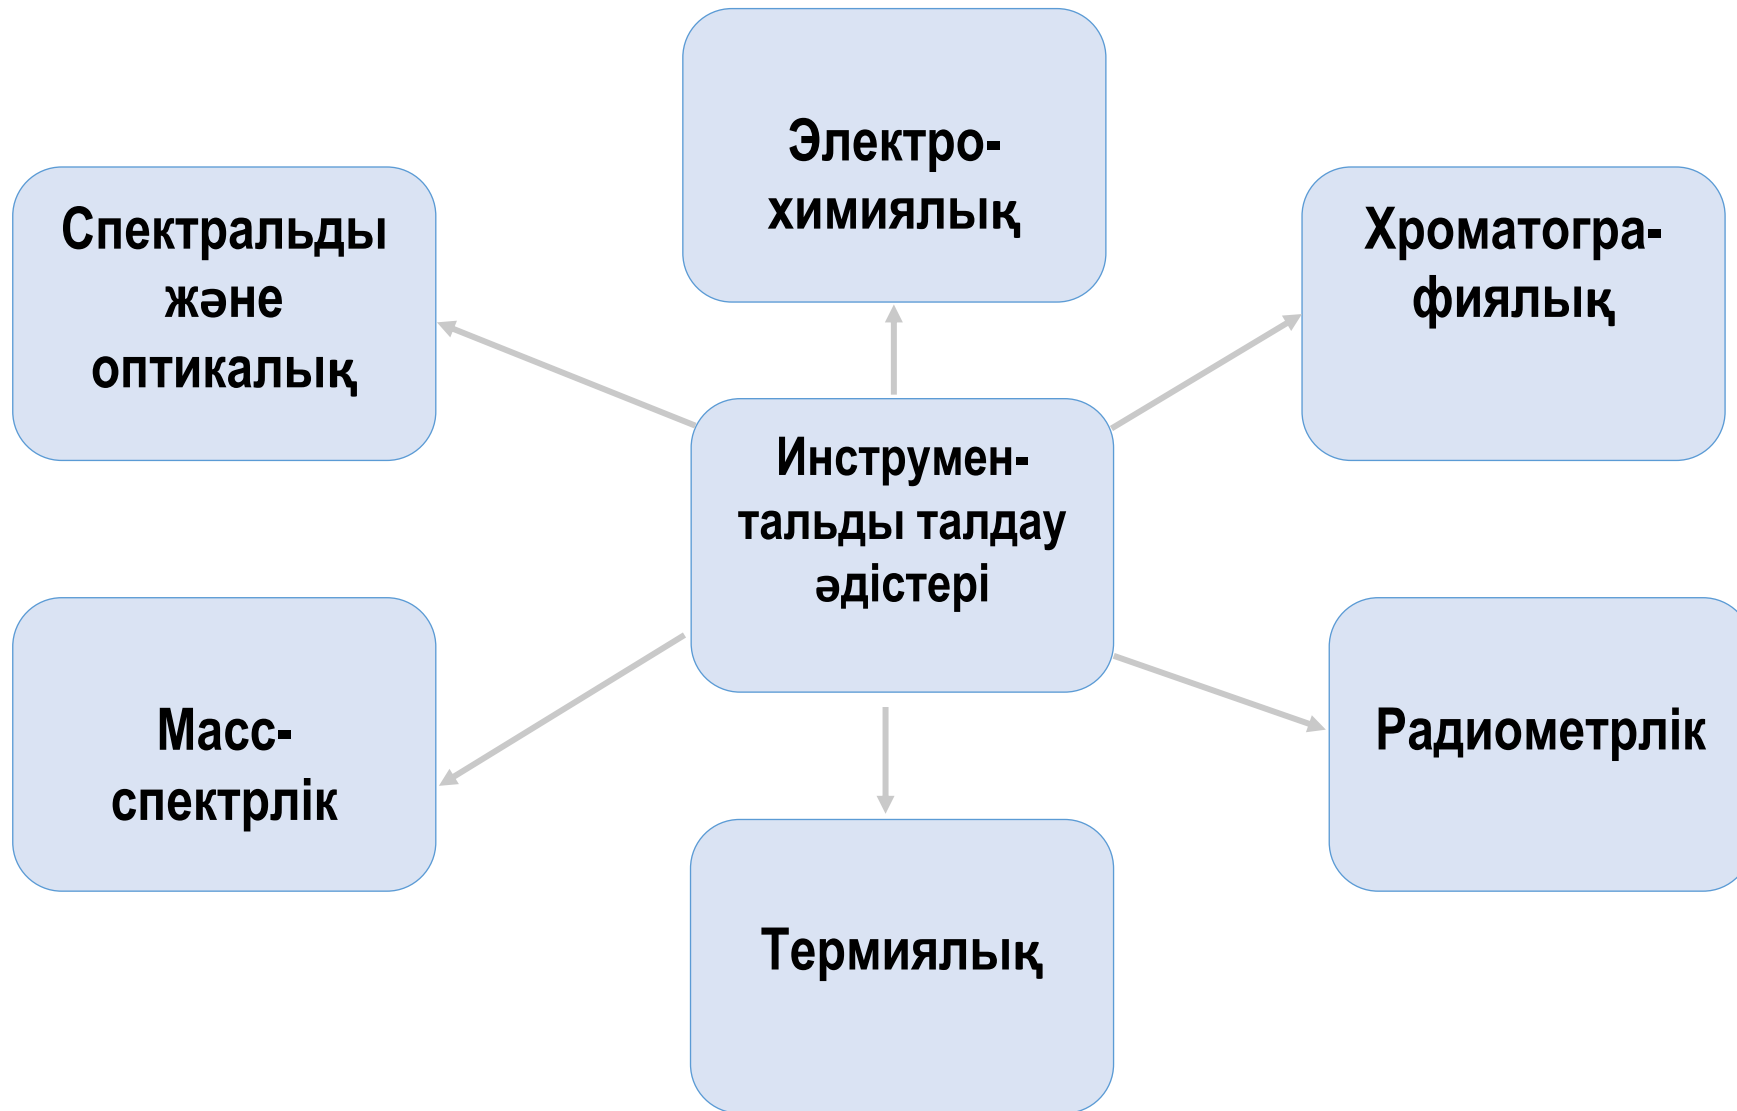 Электро-
химиялық
Спектральды
және
оптикалық
Хроматогра-
фиялық
Инструмен-
тальды талдау
әдістері
Масс-
спектрлік
Радиометрлік
Термиялық